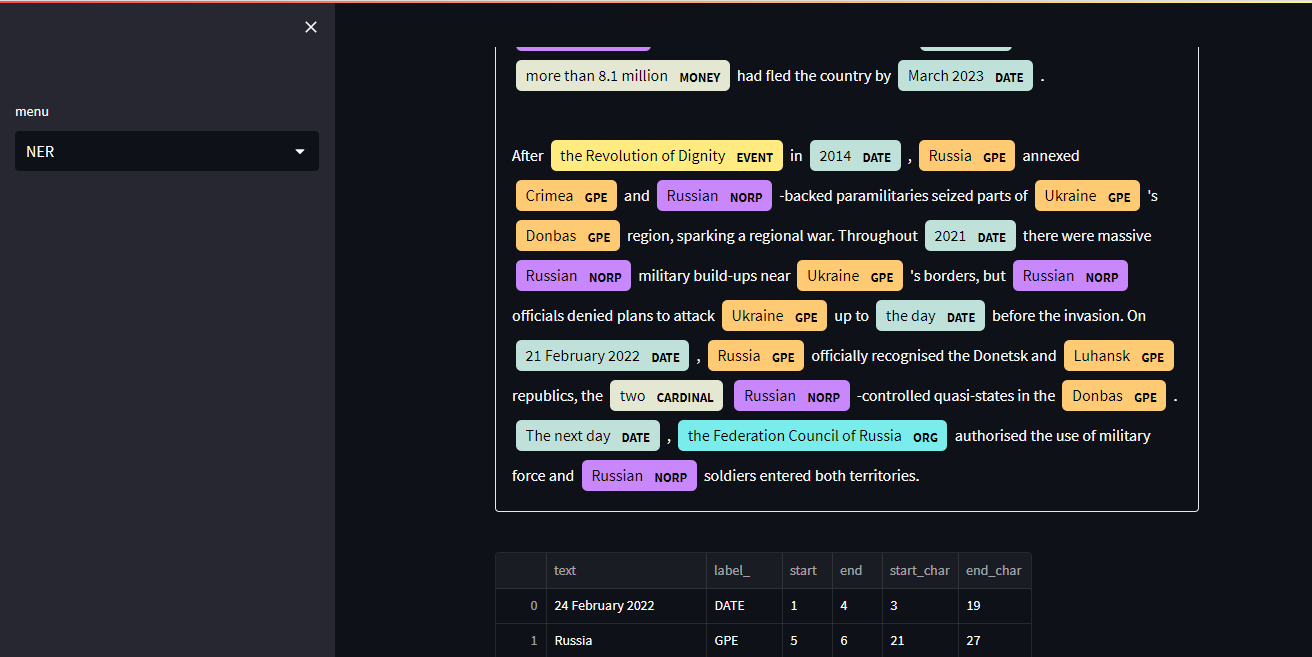 menu
NER
more than 8.1 million MONEY had fled the country by March 2023 DATE .
After the Revolution of Dignity EVENT in 2014 DATE , Russia GPE annexed
Crimea GPE and Russian NORP -backed paramilitaries seized parts of Ukraine GPE 's
Donbas GPE region, sparking a regional war. Throughout 2021 DATE there were massive
Russian NORP military build-ups near Ukraine GPE 's borders, but Russian NORP
officials denied plans to attack Ukraine GPE up to the day DATE before the invasion. On
21 February 2022 DATE , Russia GPE officially recognised the Donetsk and Luhansk GPE
republics, the two CARDINAL Russian NORP -controlled quasi-states in the Donbas GPE .
The next day DATE , the Federation Council of Russia ORG authorised the use of military
force and Russian NORP soldiers entered both territories.
text label_ start end start_char end_char
0 24 February 2022 DATE 1 4 3 19
1 Russia GPE 5 6 21 27